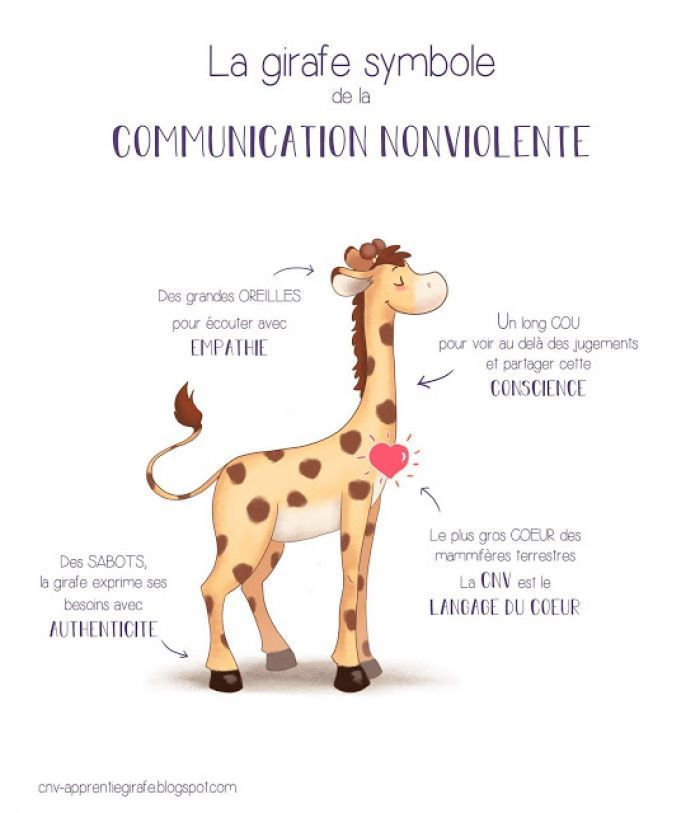 La girafe symbole
de la
COMMUNICATION NONVIOLENTE
Des grandes OREILLES
pour écouter avec
EMPATHIE
Un long COU
pour voir au delà des jugements
et partager cette
CONSCIENCE
Le plus gros COEUR des
mammifères terrestres
La CNV est le
LANGAGE DU COEUR
Des SABOTS,
la girafe exprime ses
besoins avec
AUTHENTICITE
cnv-apprentiegirafe.blogspot.com